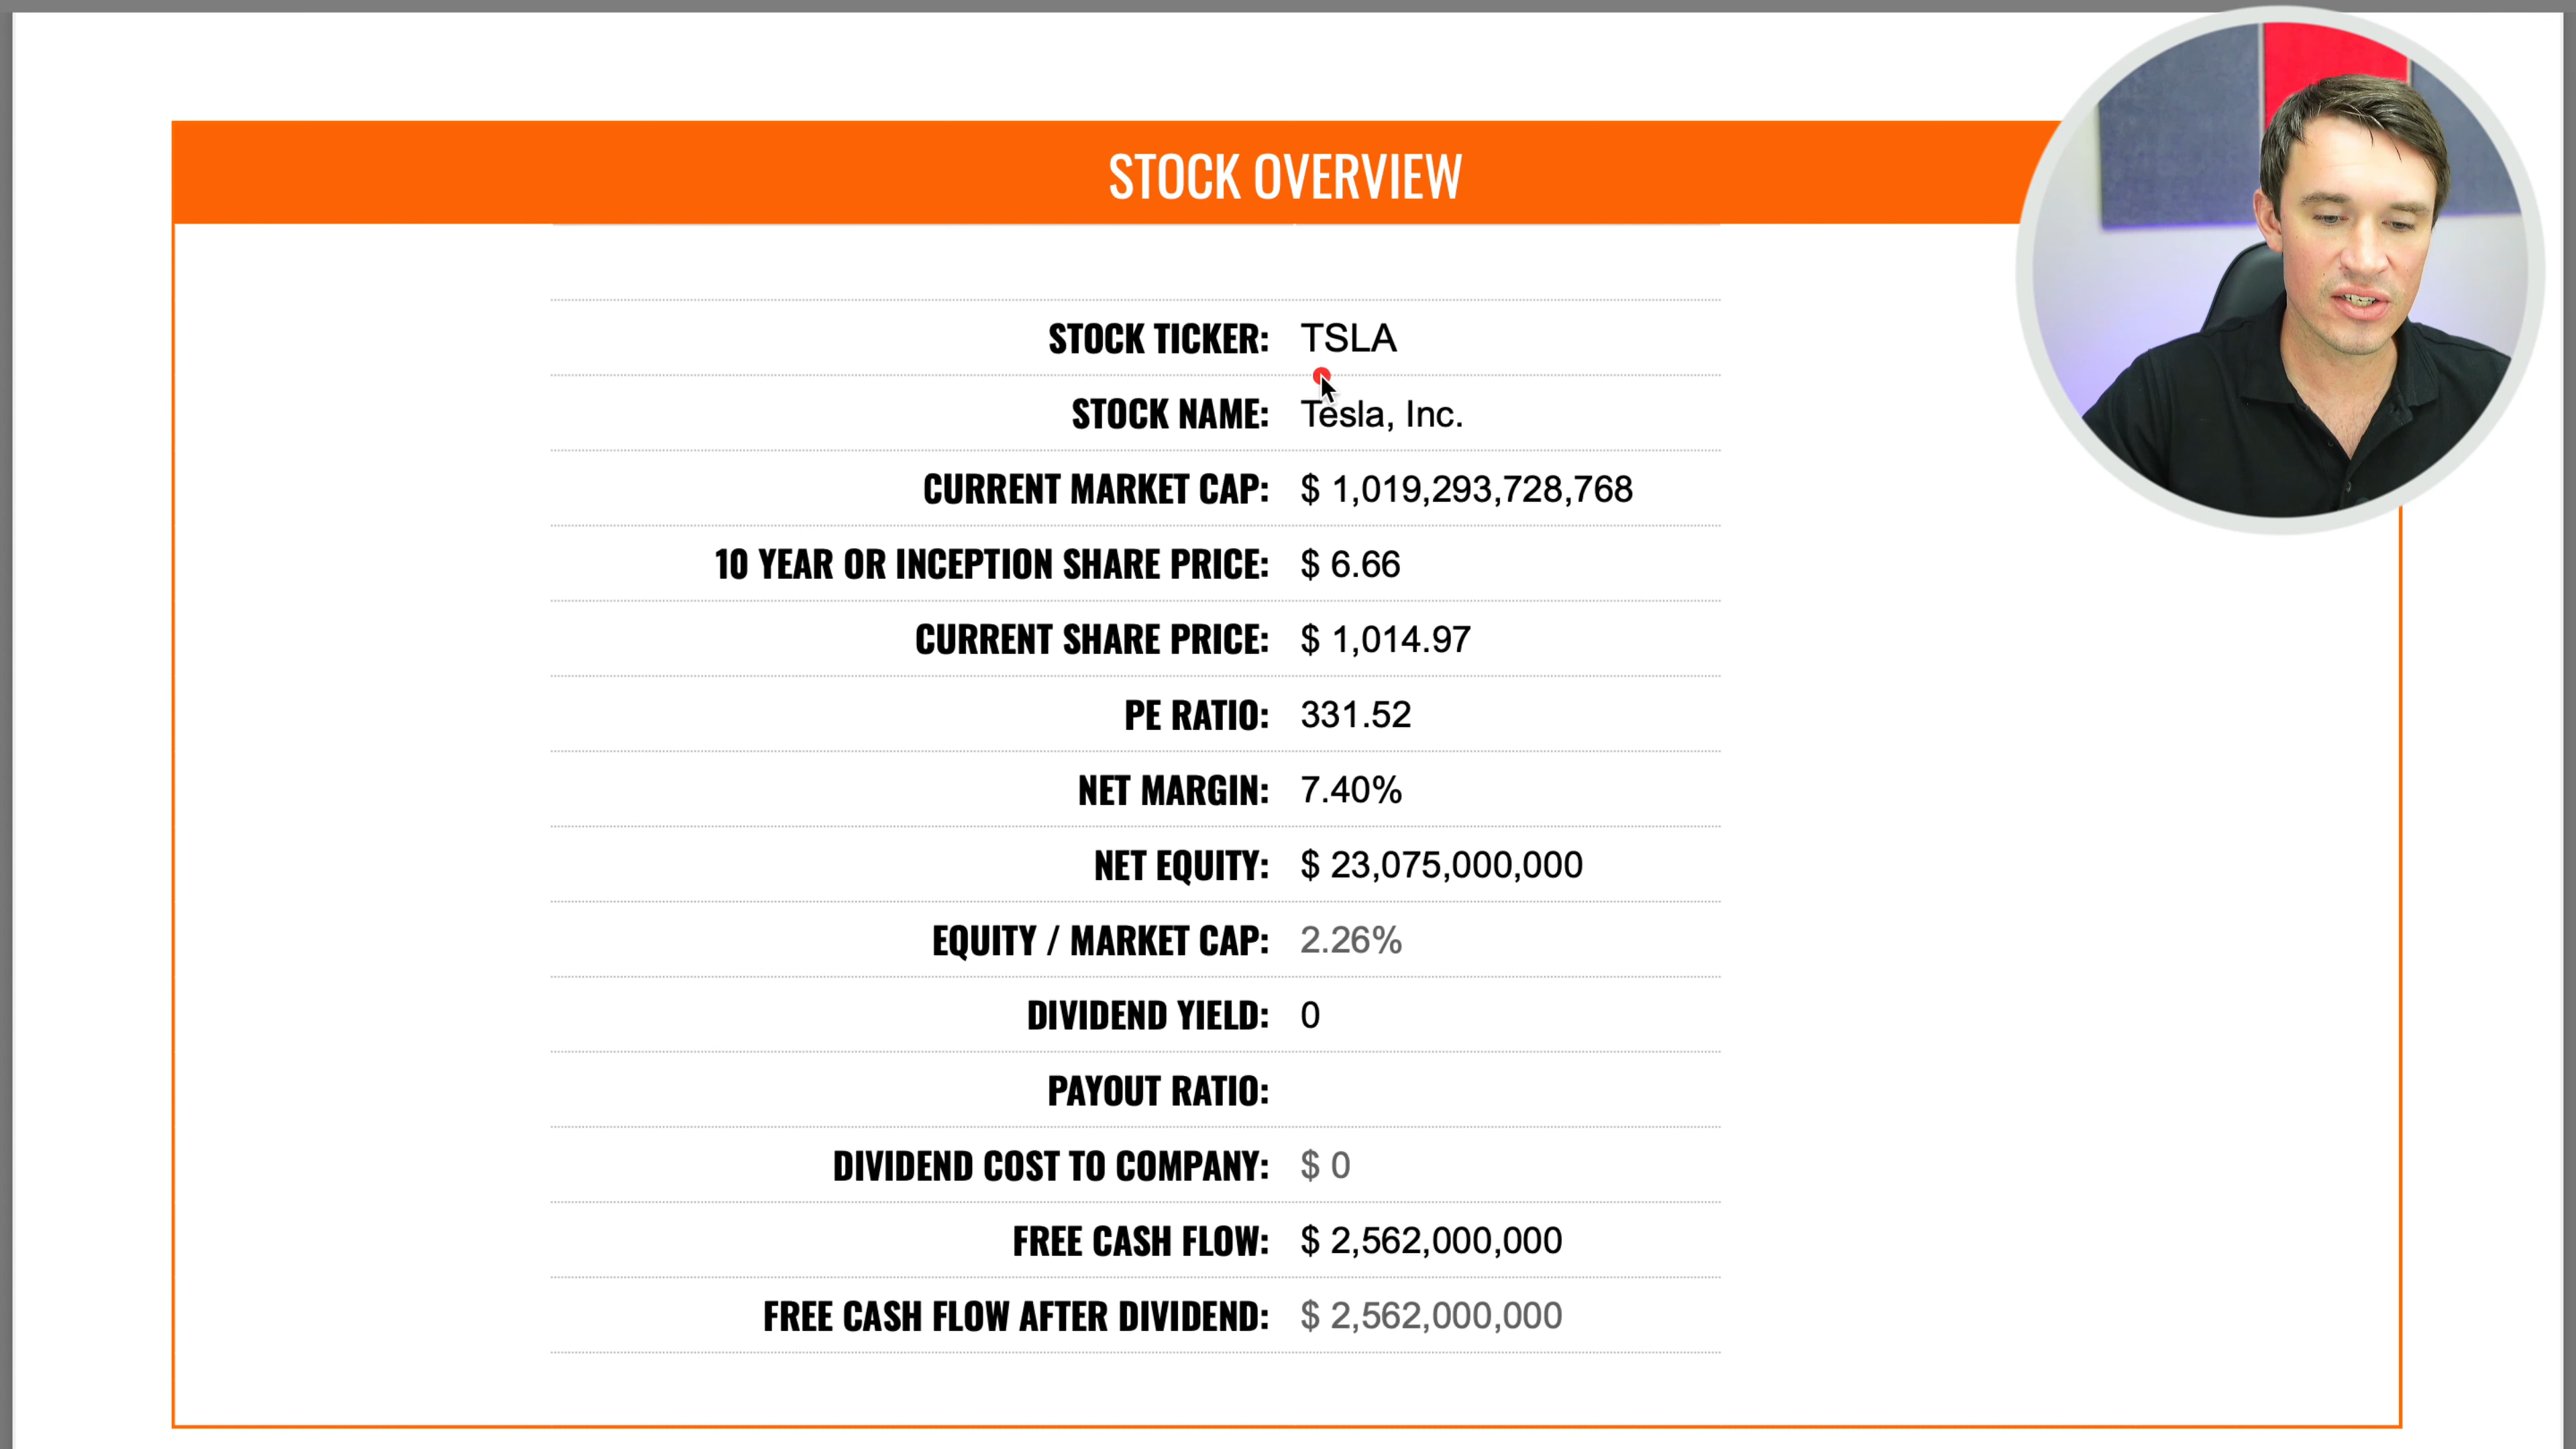 STOCK OVERVIEW
STOCK TICKER: TSLA
STOCK NAME: Tesla, Inc.
CURRENT MARKET CAP: $ 1,019,293,728,768
10 YEAR OR INCEPTION SHARE PRICE: $ 6.66
CURRENT SHARE PRICE: $ 1,014.97
PE RATIO: 331.52
NET MARGIN: 7.40%
NET EQUITY: $ 23,075,000,000
EQUITY / MARKET CAP: 2.26%
DIVIDEND YIELD: 0
PAYOUT RATIO:
DIVIDEND COST TO COMPANY: $ 0
FREE CASH FLOW: $ 2,562,000,000
FREE CASH FLOW AFTER DIVIDEND: $ 2,562,000,000